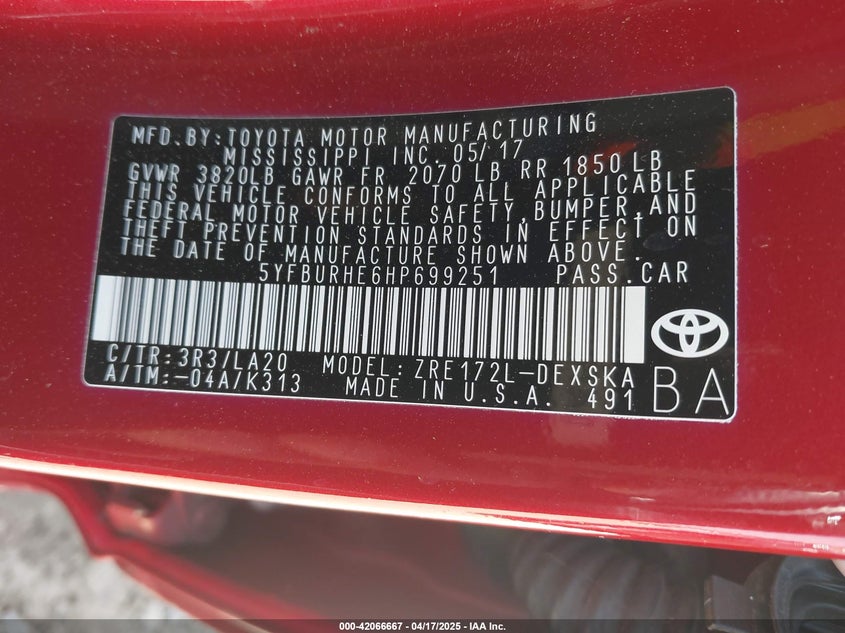 MFD.BY:TOYOTA MOTOR MANUFACTURING
MISSISSIPPI INC. 05/17
GVWR 3820LB GAWR FR 2070 LB RR 1850LB
THIS VEHICLE CONFORMS TO ALL APPLICABLE
FEDERAL MOTOR VEHICLE SAFETY,BUMPER,AND
THEFT PREVENTION STANDARDS IN EFFECT ON
THE DATE OF MANUFACTURE SHOWN ABOVE.
5YFBURHE6HP699251 PASS.CAR
C/TR:3R3/LA20 MODEL:ZRE172L-DEXSKA
A/TM:-04A/K313 MADE IN U.S.A. 491
BA
000-42066667 - 04/17/2025 - IAA Inc.